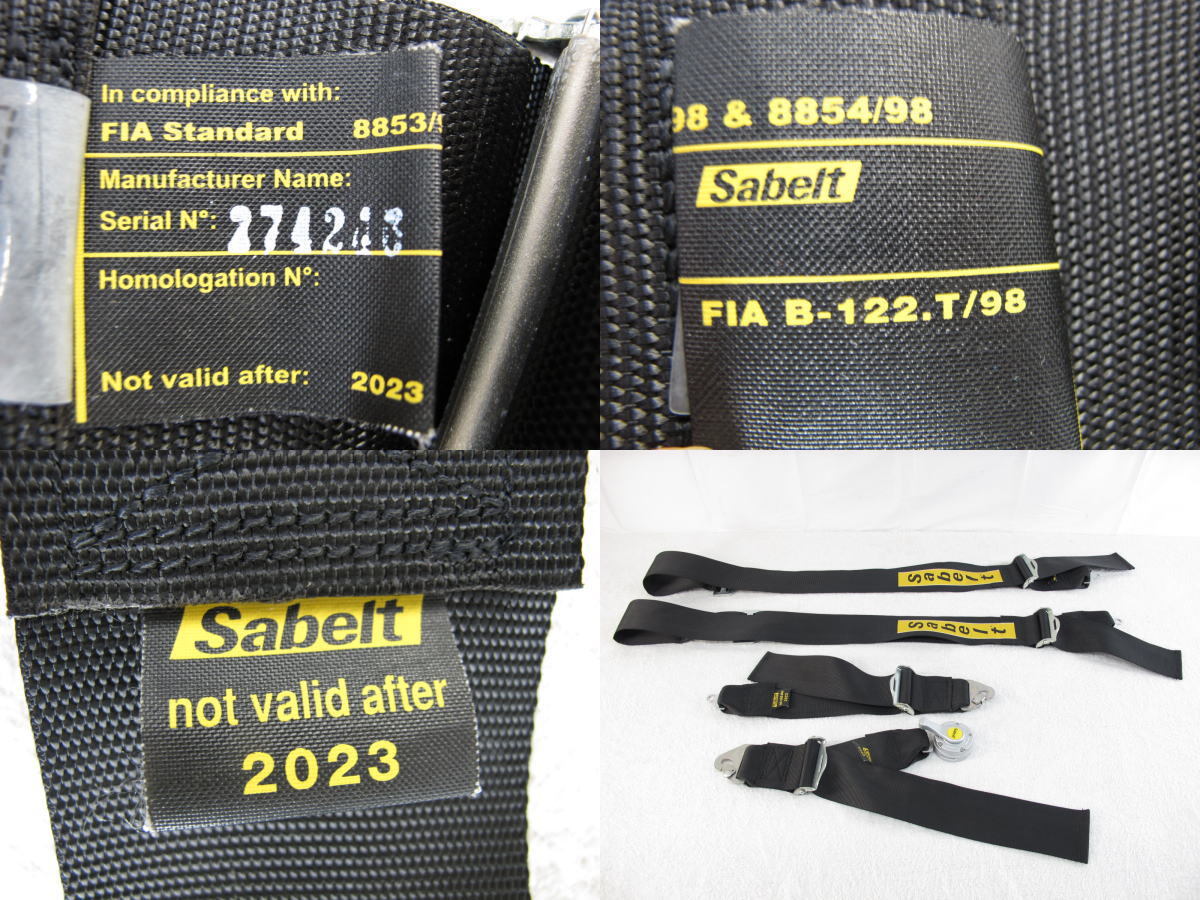 In compliance with:
FIA Standard 8853/9
Manufacturer Name:
Serial N°:
Homologation N°:
Not valid after: 2023
98 & 8854/98
Sabelt
FIA B-122.T/98
Sabelt
not valid after
2023
Sabelt
Sabelt